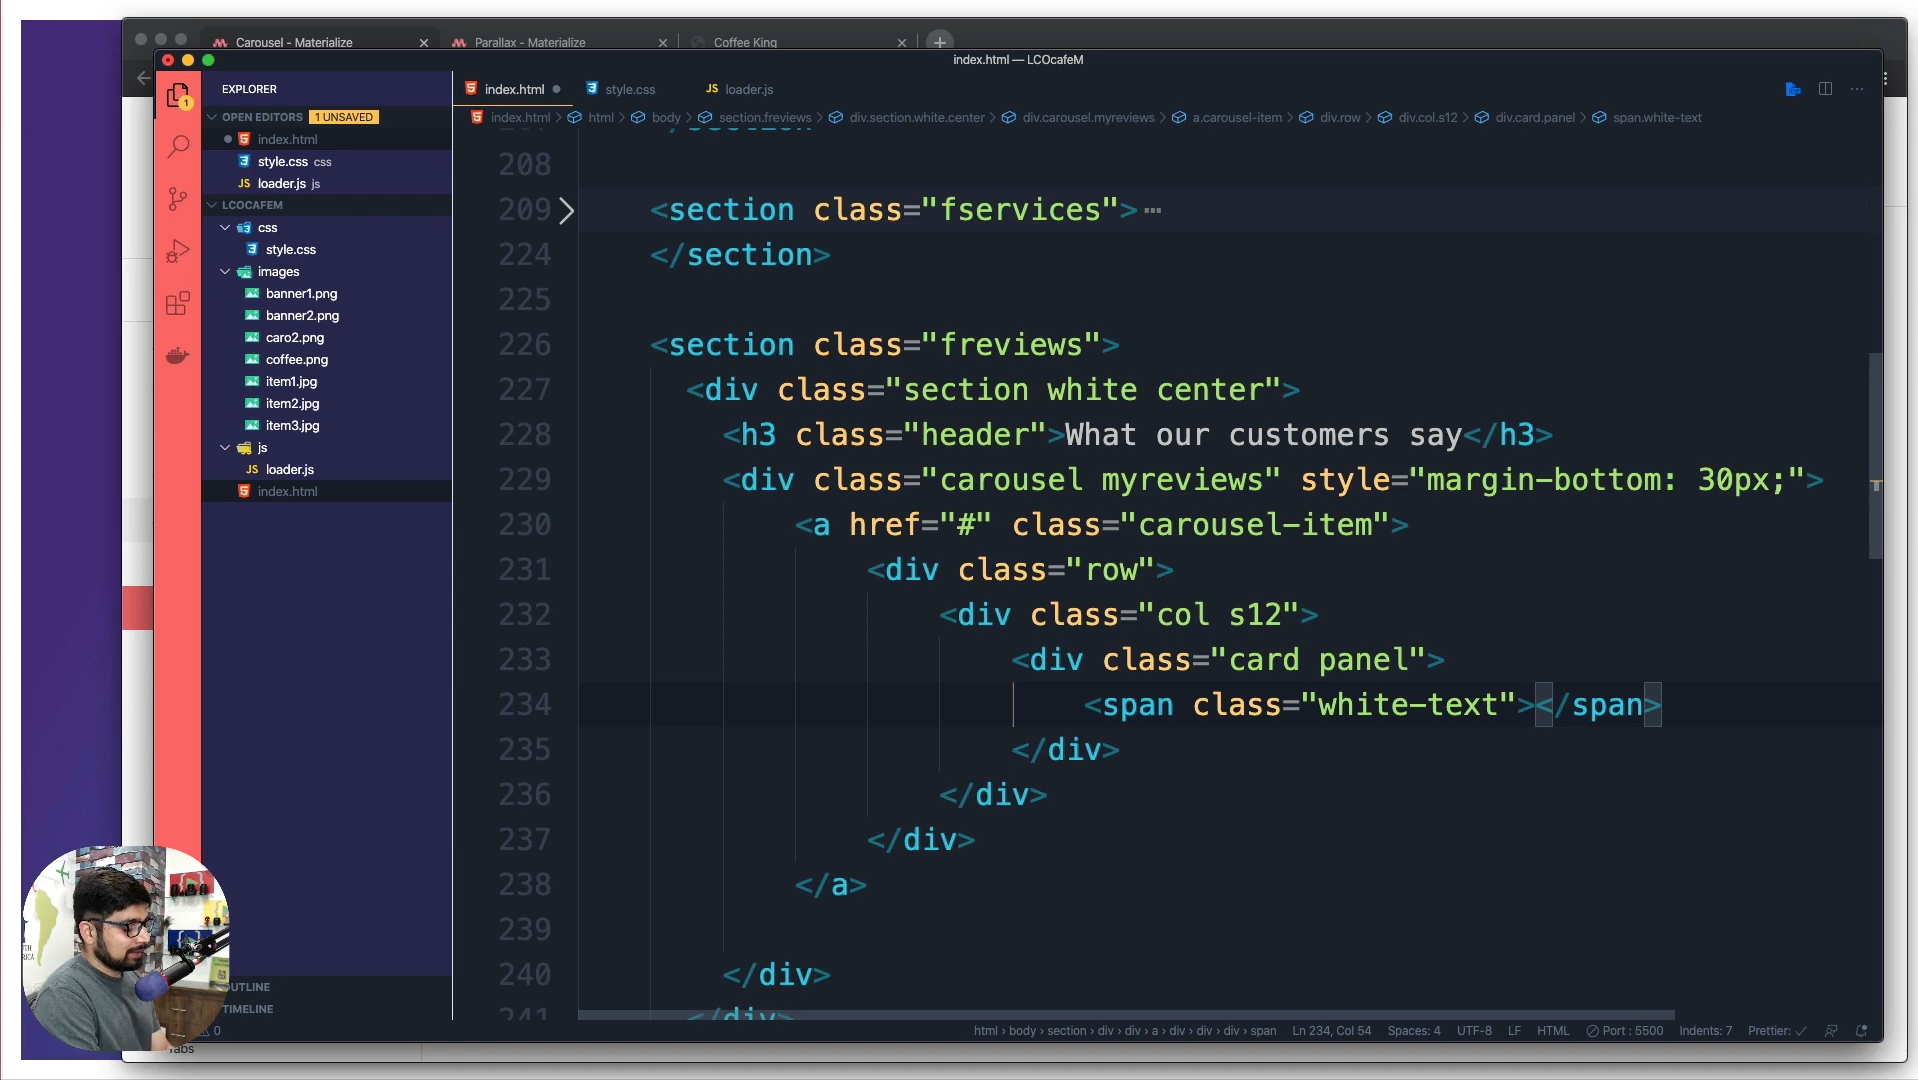 Carousel - Materialize
Parallax - Materialize
Coffee King
index.html — LCOcafeM
EXPLORER
index.html
style.css
JS loader.js
OPEN EDITORS 1 UNSAVED
index.html > html > body > section.freviews > div.section.white.center > div.carousel.myreviews > a.carousel-item > div.row > div.col.s12 > div.card.panel > span.white-text
index.html
style.css css
JS loader.js js
LCOCAFEM
css
style.css
images
banner1.png
banner2.png
caro2.png
coffee.png
item1.jpg
item2.jpg
item3.jpg
js
JS loader.js
index.html
OUTLINE
TIMELINE
1
208
209 <section class="fservices"> ⋯
224 </section>
225
226 <section class="freviews">
227 <div class="section white center">
228 <h3 class="header">What our customers say</h3>
229 <div class="carousel myreviews" style="margin-bottom: 30px;">
230 <a href="#" class="carousel-item">
231 <div class="row">
232 <div class="col s12">
233 <div class="card panel">
234 <span class="white-text"></span>
235 </div>
236 </div>
237 </div>
238 </a>
239
240 </div>
241 </div>
0
html > body > section > div > div > a > div > div > div > span
Ln 234, Col 54
Spaces: 4
UTF-8
LF
HTML
Port : 5500
Indents: 7
Prettier: ✓
Tabs